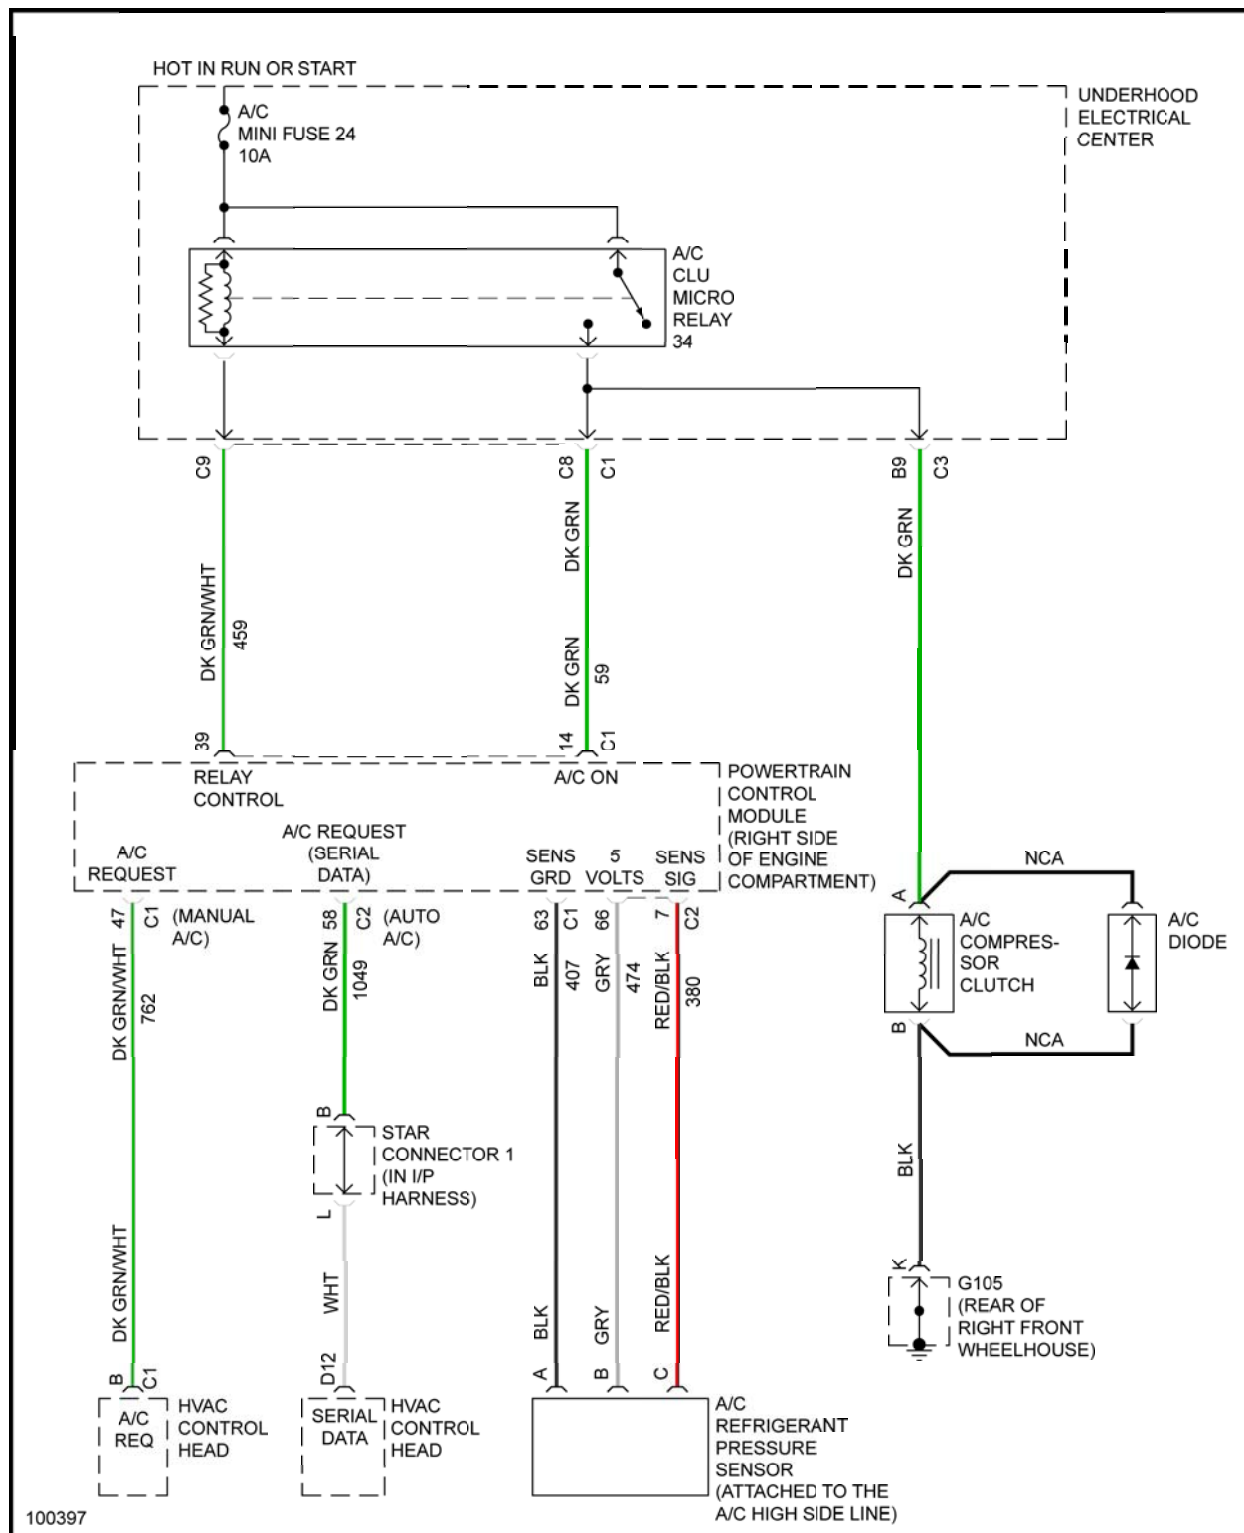 HOT IN RUN OR START
A/C
MINI FUSE 24
10A
UNDERHOOD
ELECTRICAL
CENTER
A/C
CLU
MICRO
RELAY
34
C9
C8
C1
B9
C3
DK GRN/WHT
459
DK GRN
DK GRN
59
DK GRN
39
14
C1
RELAY
CONTROL
A/C ON
POWERTRAIN
CONTROL
MODULE
(RIGHT SIDE
OF ENGINE
COMPARTMENT)
A/C
REQUEST
A/C REQUEST
(SERIAL
DATA)
SENS
GRD
5
VOLTS
SENS
SIG
47
C1
(MANUAL
A/C)
58
C2
(AUTO
A/C)
63
C1
66
7
C2
DK GRN/WHT
762
DK GRN
1049
BLK
407
GRY
474
RED/BLK
380
A
NCA
A/C
COMPRES-
SOR
CLUTCH
A/C
DIODE
B
NCA
B
STAR
CONNECTOR 1
(IN I/P
HARNESS)
L
BLK
DK GRN/WHT
WHT
BLK
GRY
RED/BLK
K
G105
(REAR OF
RIGHT FRONT
WHEELHOUSE)
B
C1
D12
A
B
C
A/C
REQ
HVAC
CONTROL
HEAD
SERIAL
DATA
HVAC
CONTROL
HEAD
A/C
REFRIGERANT
PRESSURE
SENSOR
(ATTACHED TO THE
A/C HIGH SIDE LINE)
100397